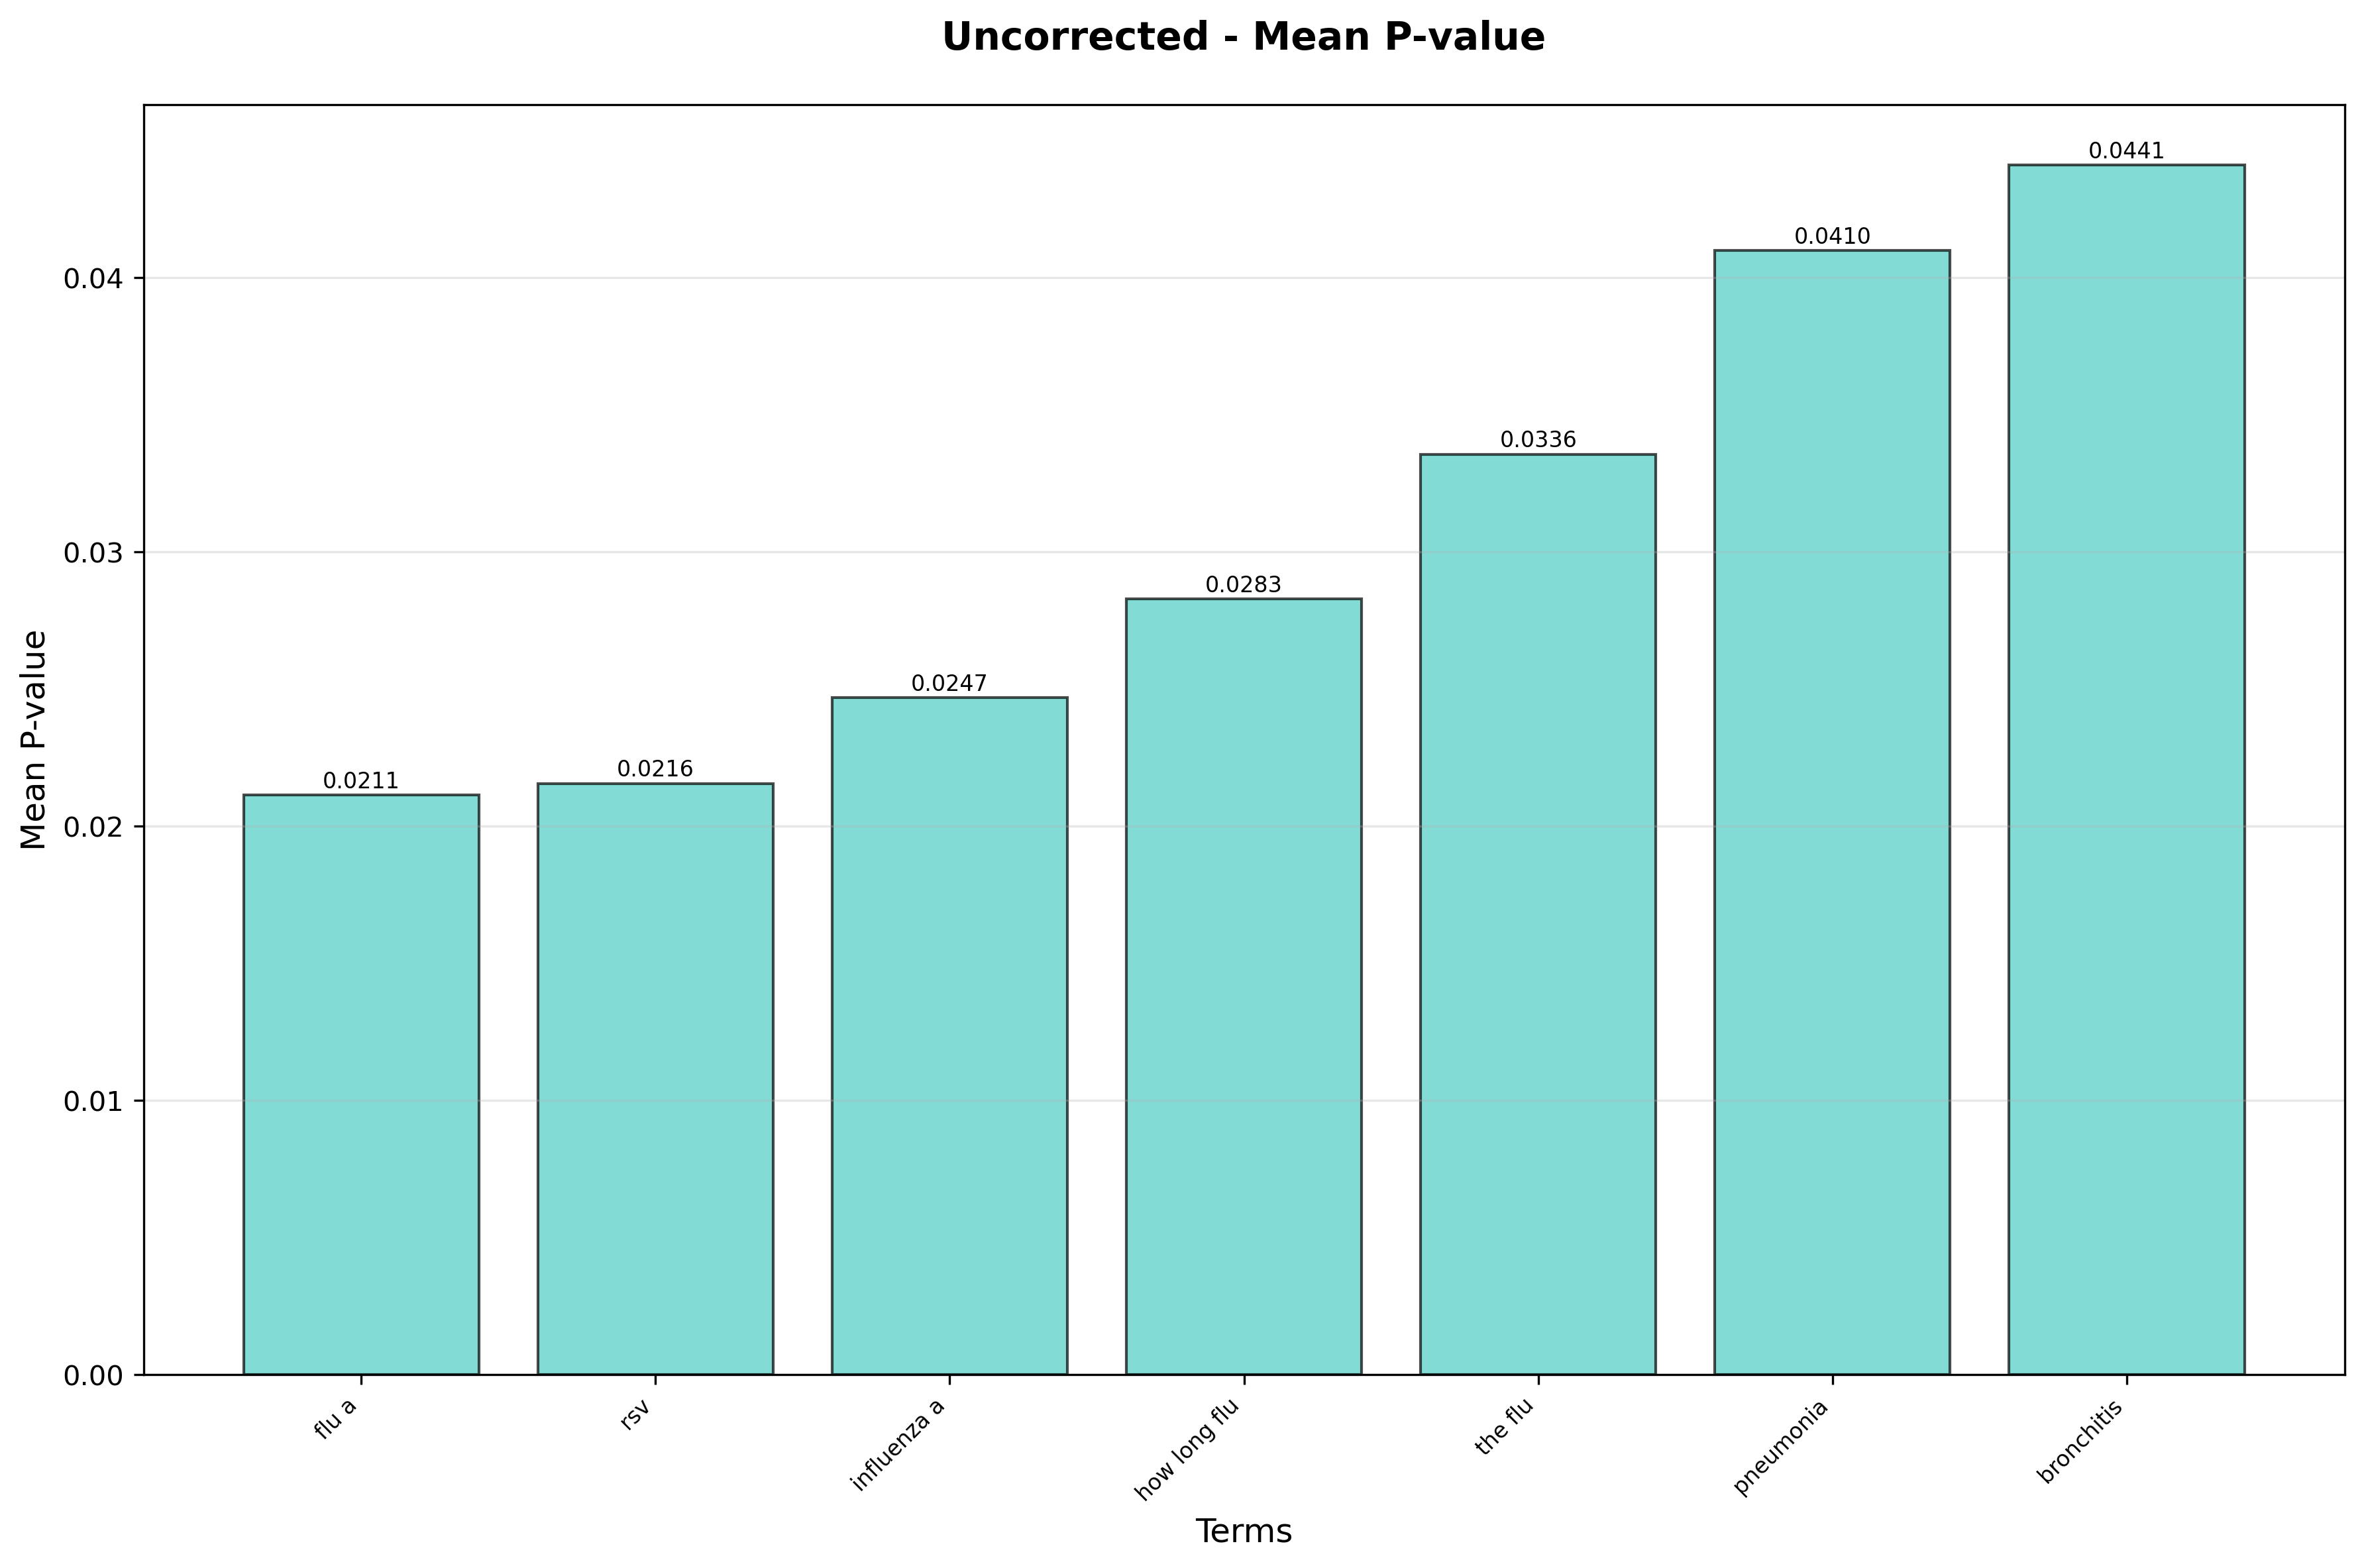 Uncorrected - Mean P-value
Mean P-value
0.04
0.03
0.02
0.01
0.00
0.0211
0.0216
0.0247
0.0283
0.0336
0.0410
0.0441
flu a
rsv
influenza a
how long flu
the flu
pneumonia
bronchitis
Terms